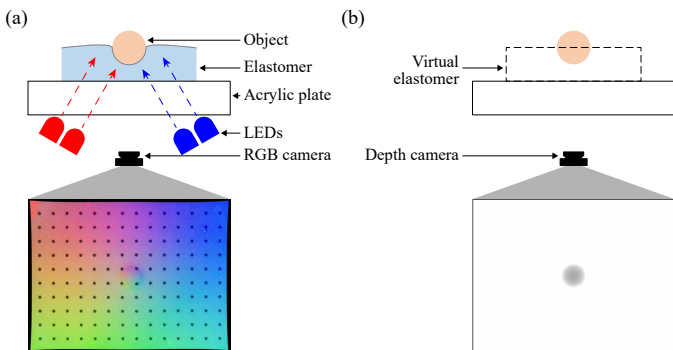 (a)
Object
Elastomer
Acrylic plate
LEDs
RGB camera
(b)
Virtual
elastomer
Depth camera